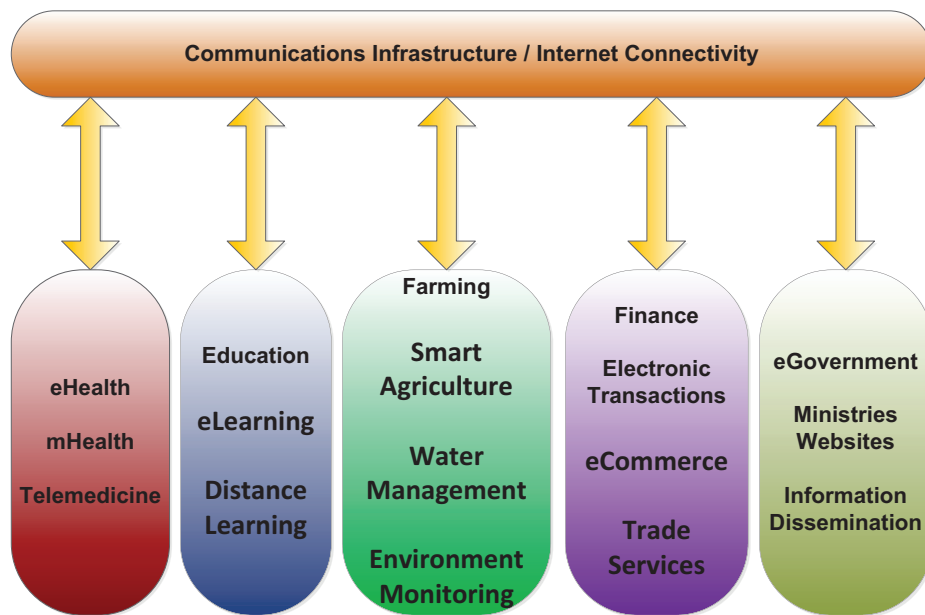 Communications Infrastructure / Internet Connectivity
eHealth
mHealth
Telemedicine
Education
eLearning
Distance
Learning
Farming
Smart
Agriculture
Water
Management
Environment
Monitoring
Finance
Electronic
Transactions
eCommerce
Trade
Services
eGovernment
Ministries
Websites
Information
Dissemination